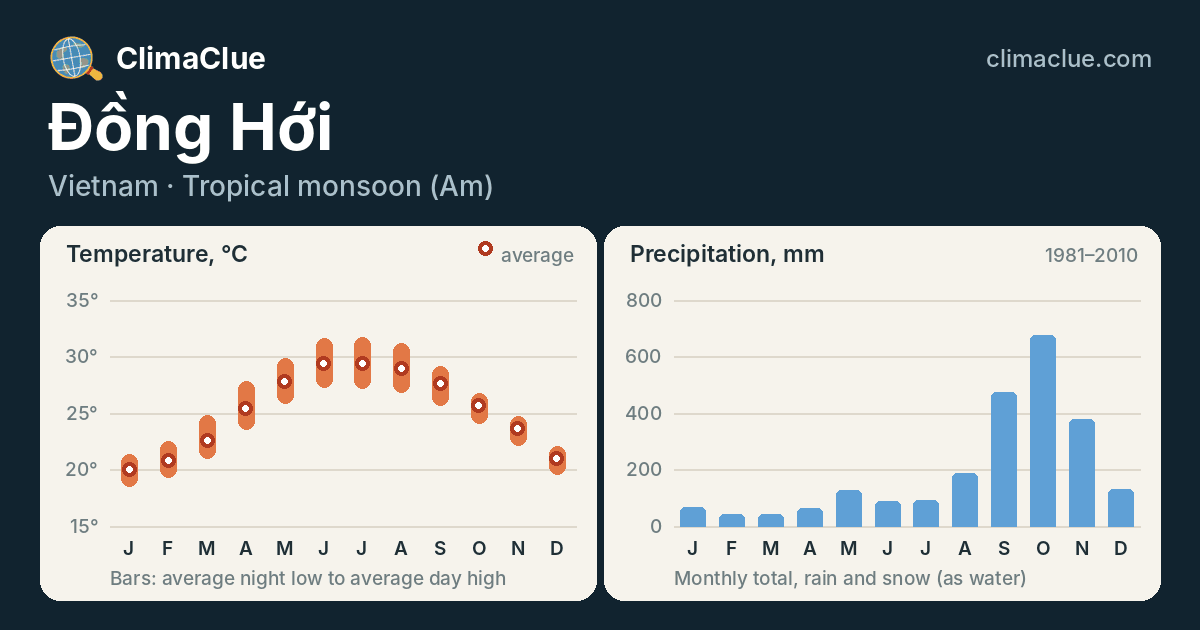 ClimaClue
climaclue.com
Đồng Hới
Vietnam · Tropical monsoon (Am)
Temperature, °C
average
35°
30°
25°
20°
15°
J F M A M J J A S O N D
Bars: average night low to average day high
Precipitation, mm
1981–2010
800
600
400
200
0
J F M A M J J A S O N D
Monthly total, rain and snow (as water)